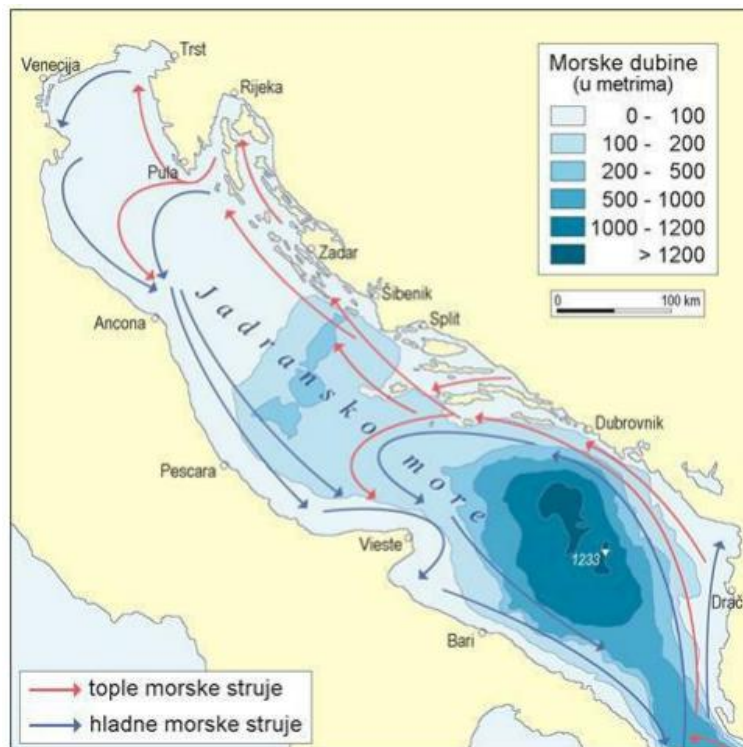 Trst
Venecija
Rijeka
Pula
Zadar
Šibenik
Split
Ancona
Jadransko more
Dubrovnik
Pescara
Vieste
1233
Drač
Bari
Morske dubine
(u metrima)
0 - 100
100 - 200
200 - 500
500 - 1000
1000 - 1200
> 1200
0 100 km
tople morske struje
hladne morske struje